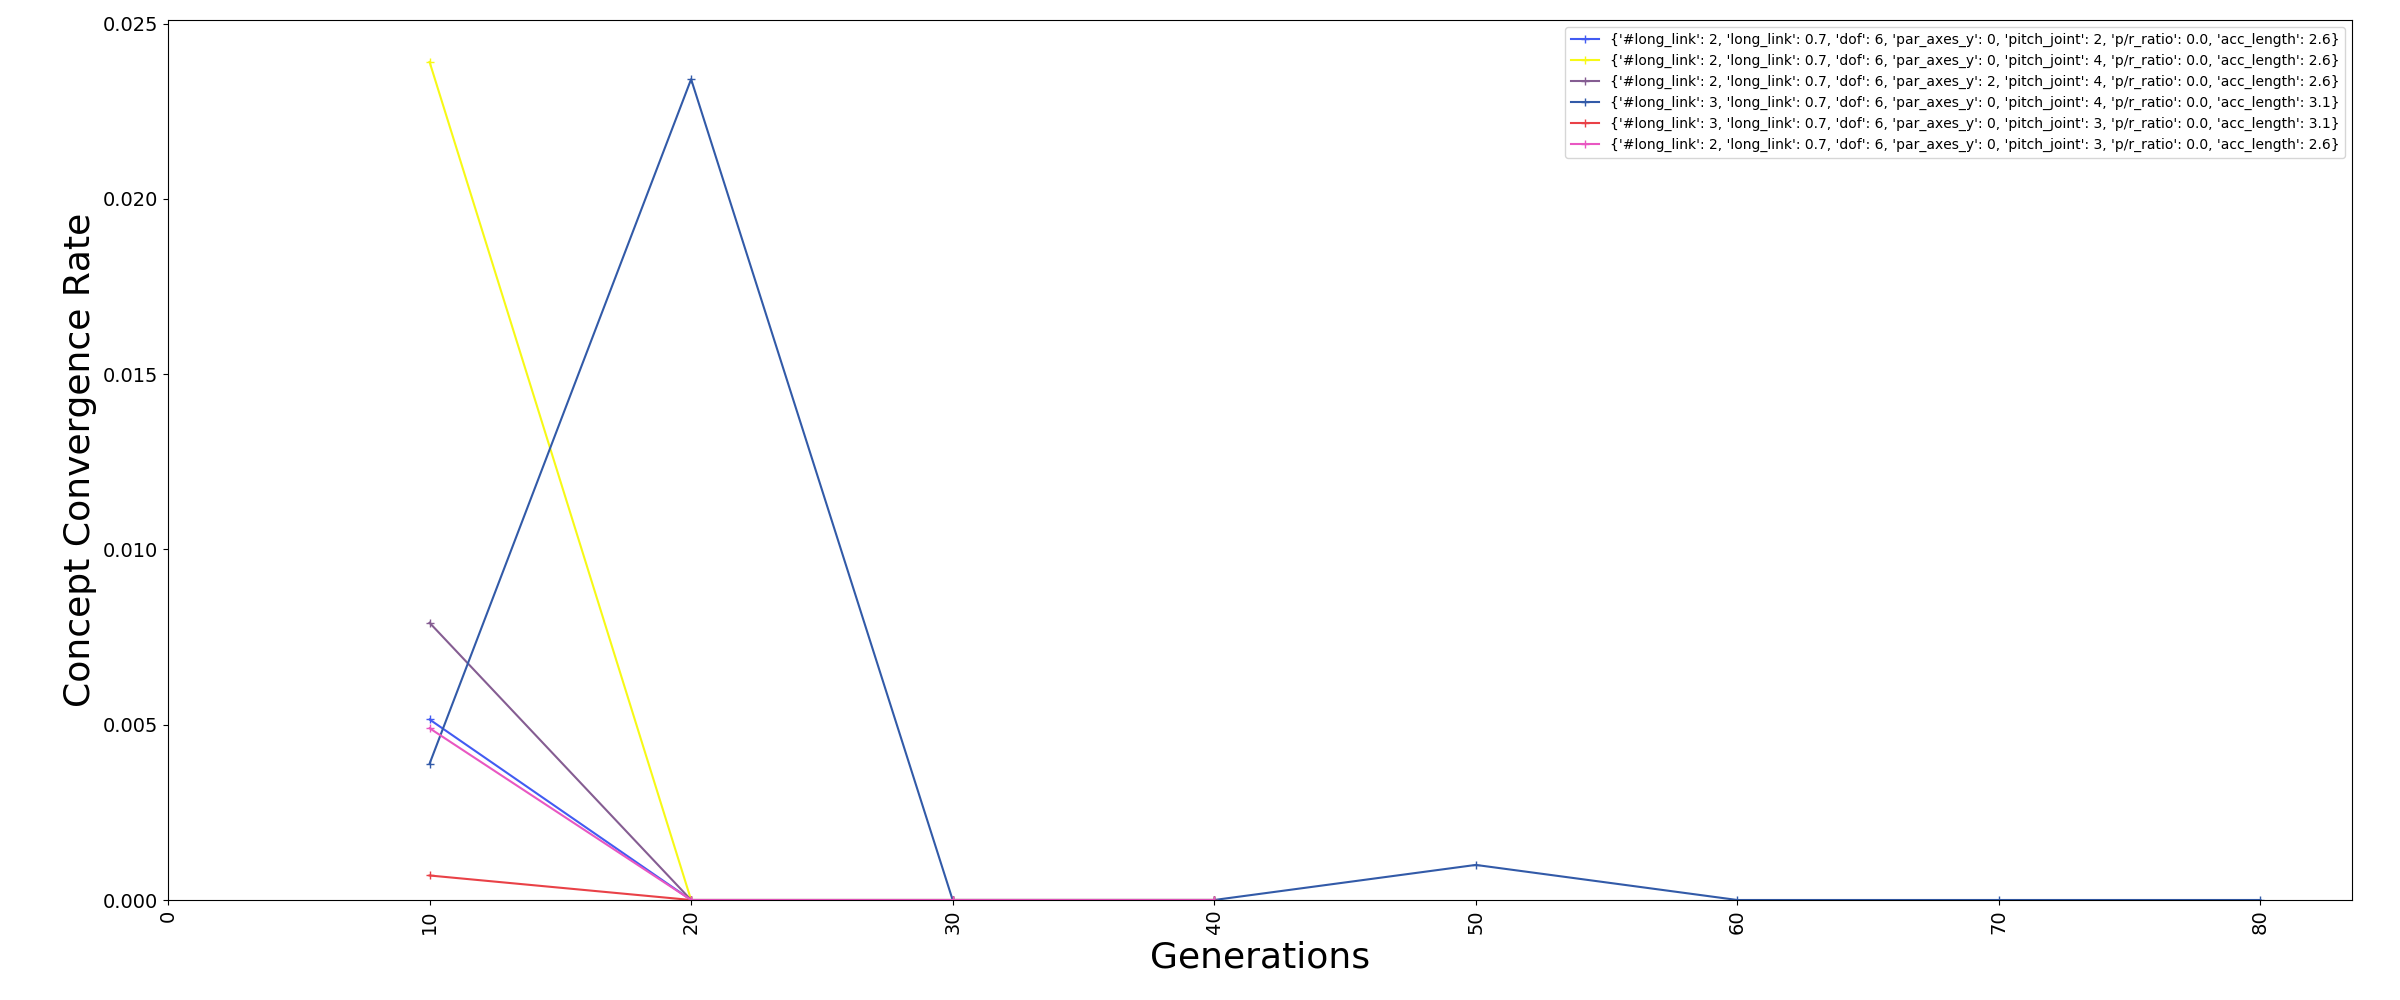 {'#long_link': 2, 'long_link': 0.7, 'dof': 6, 'par_axes_y': 0, 'pitch_joint': 2, 'p/r_ratio': 0.0, 'acc_length': 2.6}
{'#long_link': 2, 'long_link': 0.7, 'dof': 6, 'par_axes_y': 0, 'pitch_joint': 4, 'p/r_ratio': 0.0, 'acc_length': 2.6}
{'#long_link': 2, 'long_link': 0.7, 'dof': 6, 'par_axes_y': 2, 'pitch_joint': 4, 'p/r_ratio': 0.0, 'acc_length': 2.6}
{'#long_link': 3, 'long_link': 0.7, 'dof': 6, 'par_axes_y': 0, 'pitch_joint': 4, 'p/r_ratio': 0.0, 'acc_length': 3.1}
{'#long_link': 3, 'long_link': 0.7, 'dof': 6, 'par_axes_y': 0, 'pitch_joint': 3, 'p/r_ratio': 0.0, 'acc_length': 3.1}
{'#long_link': 2, 'long_link': 0.7, 'dof': 6, 'par_axes_y': 0, 'pitch_joint': 3, 'p/r_ratio': 0.0, 'acc_length': 2.6}
Concept Convergence Rate
0.025
0.020
0.015
0.010
0.005
0.000
0
10
20
30
40
50
60
70
80
Generations